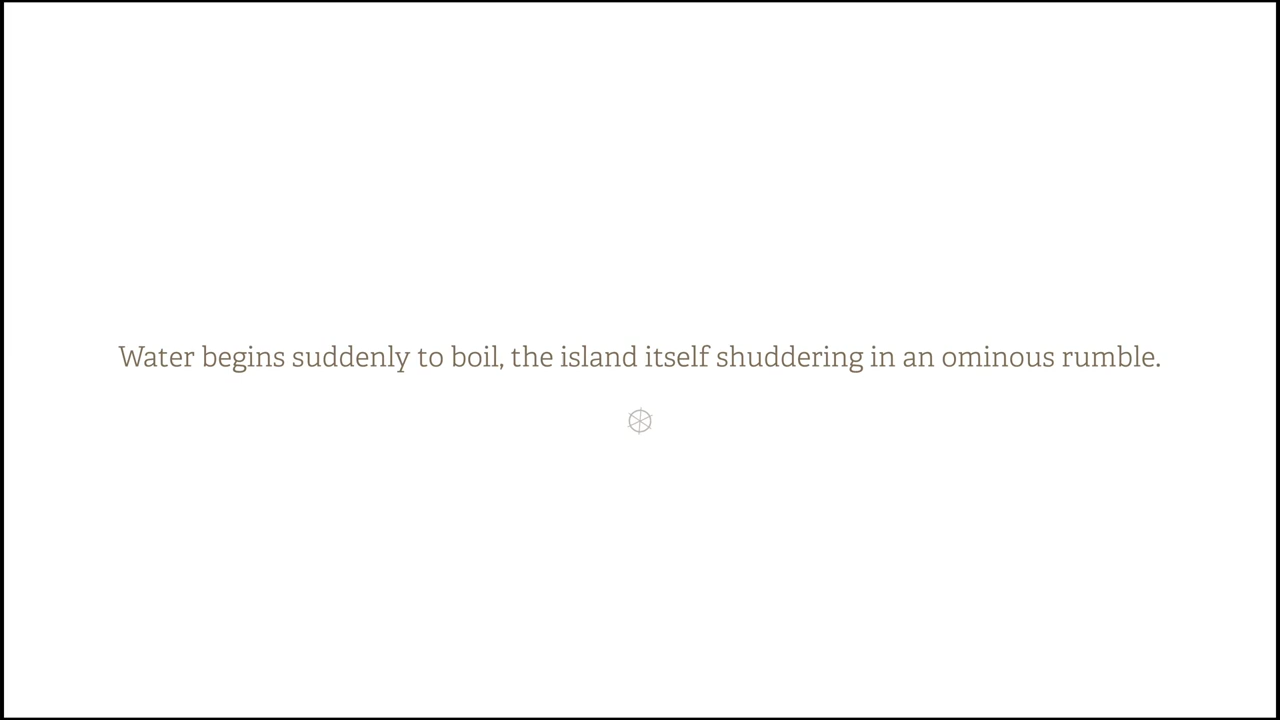 Water begins suddenly to boil, the island itself shuddering in an ominous rumble.